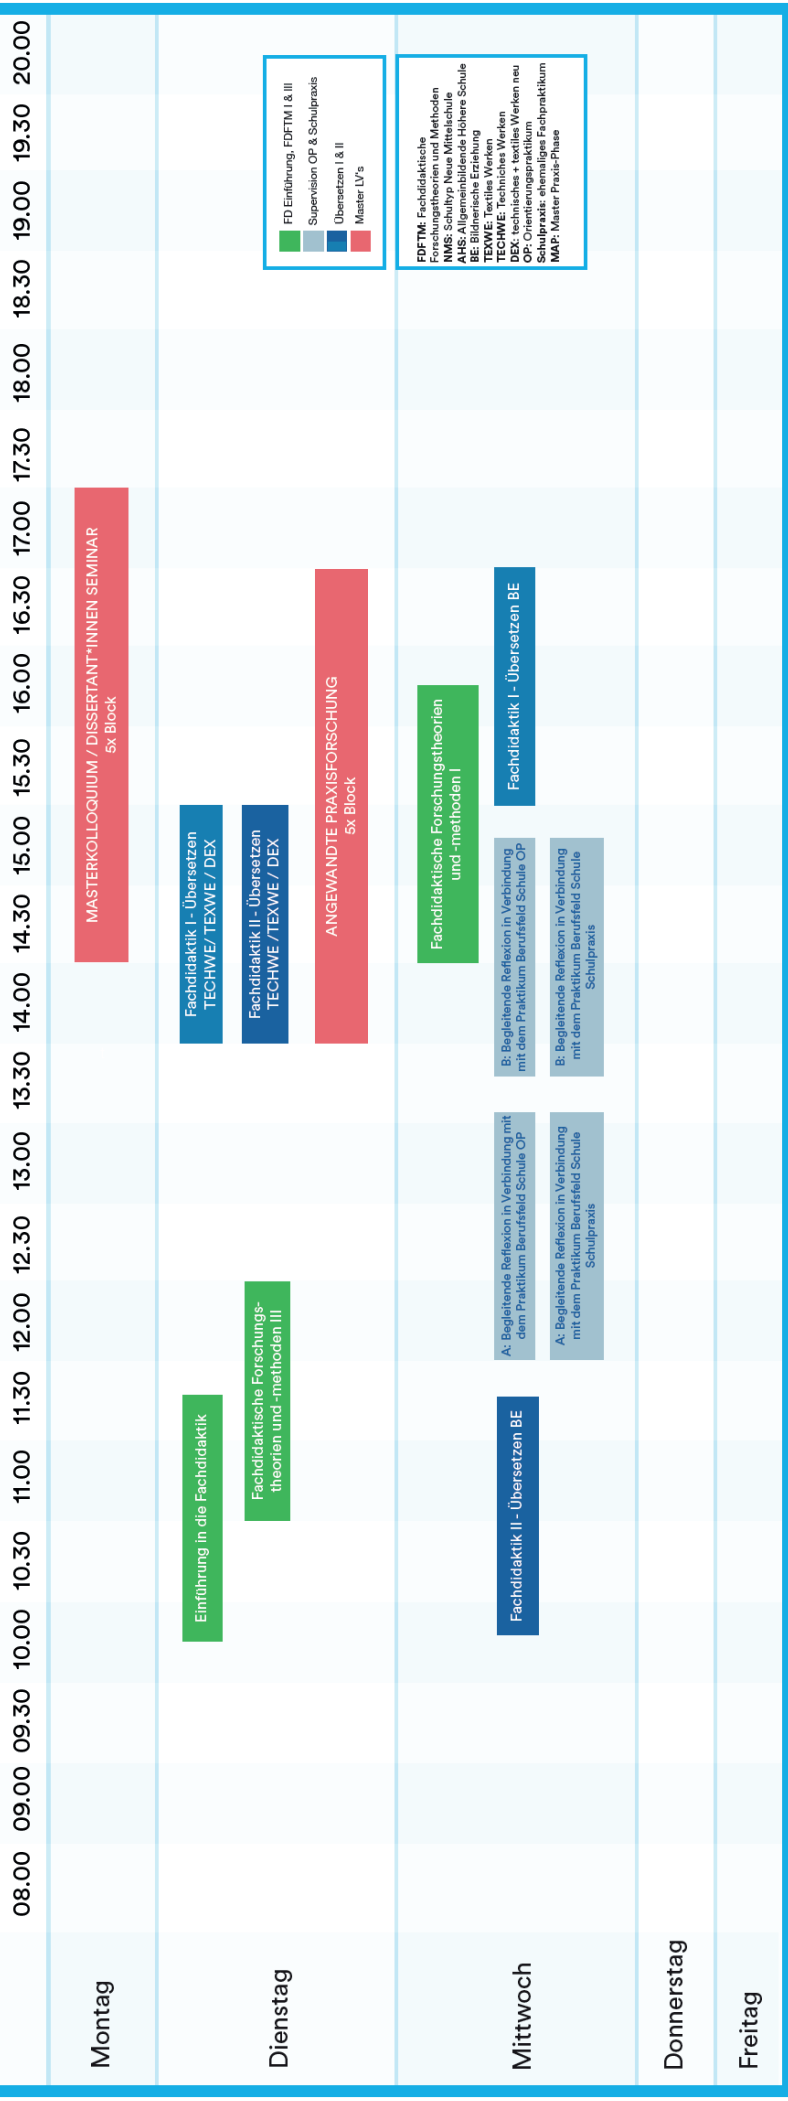 08.00 09.00 09.30 10.00 10.30 11.00 11.30 12.00 12.30 13.00 13.30 14.00 14.30 15.00 15.30 16.00 16.30 17.00 17.30 18.00 18.30 19.00 19.30 20.00
Montag
MASTERKOLLOQUIUM / DISSERTANT*INNEN SEMINAR
5x Block
Dienstag
Einführung in die Fachdidaktik
Fachdidaktische Forschungs-
theorien und -methoden III
Fachdidaktik I - Übersetzen
TECHWE/ TEXWE / DEX
Fachdidaktik II - Übersetzen
TECHWE /TEXWE / DEX
ANGEWANDTE PRAXISFORSCHUNG
5x Block
FD Einführung, FDFTM I & III
Supervision OP & Schulpraxis
Übersetzen I & II
Master LV's
Mittwoch
Fachdidaktik II - Übersetzen BE
A: Begleitende Reflexion in Verbindung mit
dem Praktikum Berufsfeld Schule OP
A: Begleitende Reflexion in Verbindung
mit dem Praktikum Berufsfeld Schule
Schulpraxis
B: Begleitende Reflexion in Verbindung
mit dem Praktikum Berufsfeld Schule OP
B: Begleitende Reflexion in Verbindung
mit dem Praktikum Berufsfeld Schule
Schulpraxis
Fachdidaktische Forschungstheorien
und -methoden I
Fachdidaktik I - Übersetzen BE
FDFTM: Fachdidaktische
Forschungstheorien und Methoden
NMS: Schultyp Neue Mittelschule
AHS: Allgemeinbildende Höhere Schule
BE: Bildnerische Erziehung
TEXWE: Textiles Werken
TECHWE: Techniches Werken
DEX: technisches + textiles Werken neu
OP: Orientierungspraktikum
Schulpraxis: ehemaliges Fachpraktikum
MAP: Master Praxis-Phase
Donnerstag
Freitag